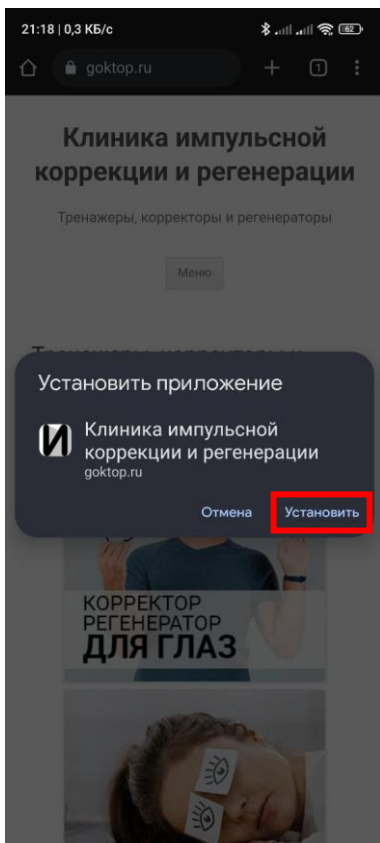 21:18 | 0,3 КБ/с
62
goktop.ru
1
Клиника импульсной
коррекции и регенерации
Тренажеры, корректоры и регенераторы
Меню
Установить приложение
И
Клиника импульсной
коррекции и регенерации
goktop.ru
Отмена
Установить
КОРРЕКТОР
РЕГЕНЕРАТОР
ДЛЯ ГЛАЗ